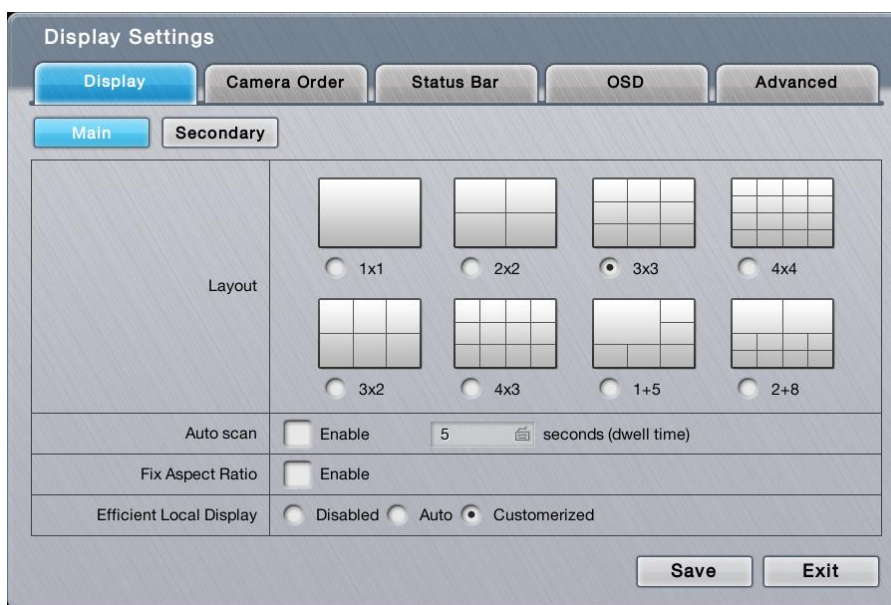 Display Settings
Display Camera Order Status Bar OSD Advanced
Main Secondary
Layout
1x1 2x2 3x3 4x4
3x2 4x3 1+5 2+8
Auto scan Enable 5 seconds (dwell time)
Fix Aspect Ratio Enable
Efficient Local Display Disabled Auto Customerized
Save Exit